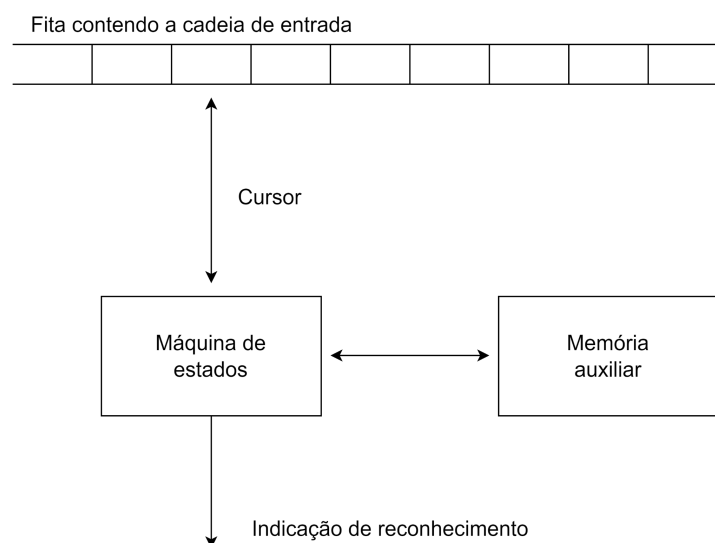 Fita contendo a cadeia de entrada
Cursor
Máquina de
estados
Memória
auxiliar
Indicação de reconhecimento